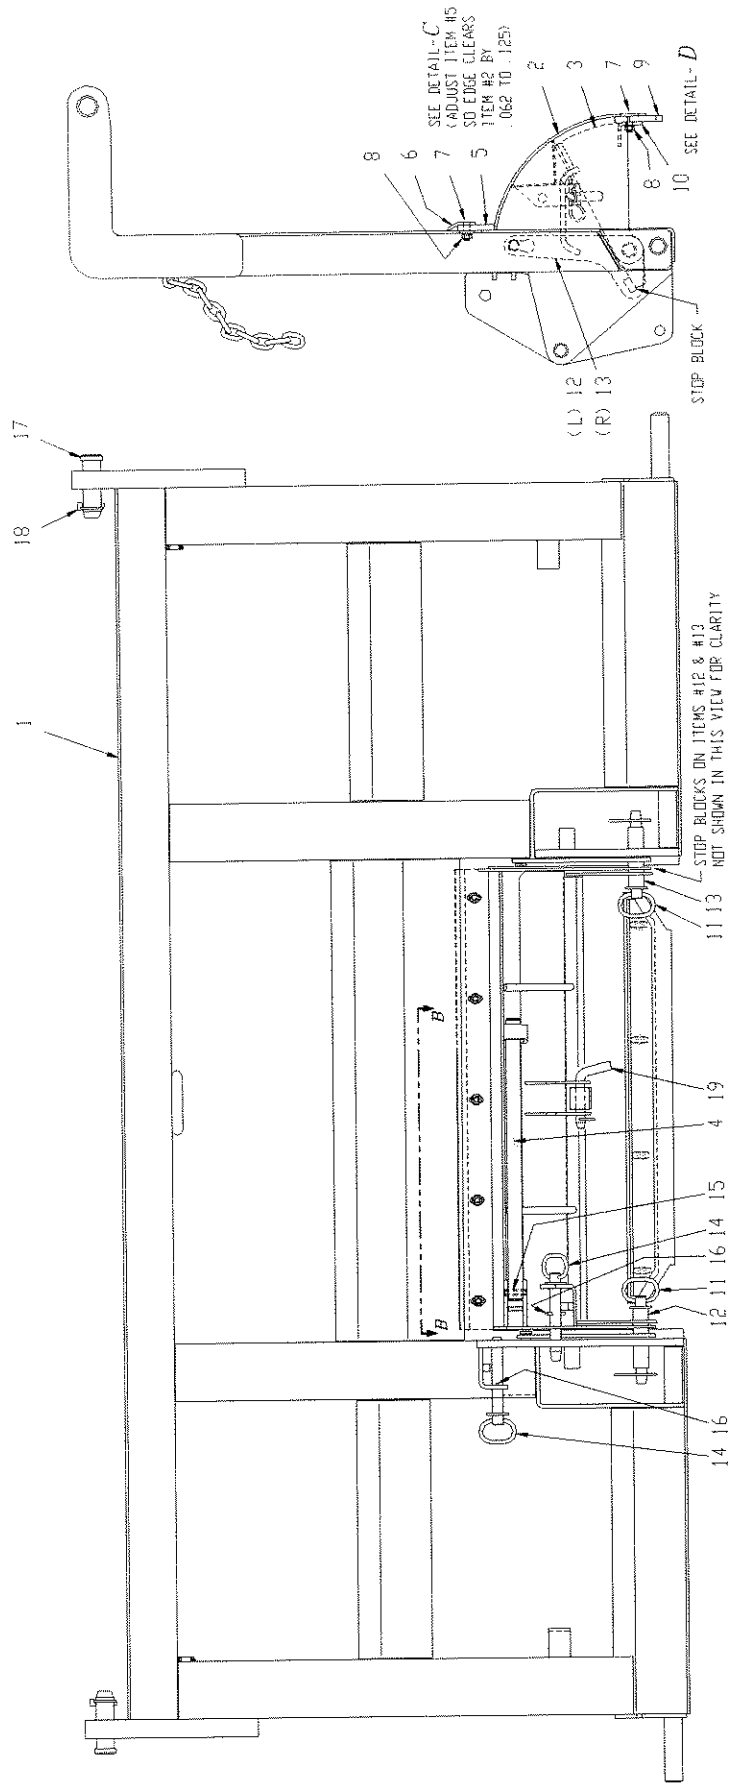 SEE DETAIL-C
(ADJUST ITEM #5
SO EDGE CLEARS
ITEM #2 BY
.062 TO .125)
8
6
7
5
2
3
7
9
8
10
SEE DETAIL-D
(L) 12
(R) 13
STOP BLOCK
17
18
1
STOP BLOCKS ON ITEMS #12 & #13
NOT SHOWN IN THIS VIEW FOR CLARITY
B
B
11 13
19
4
15
14
16
11
12
16
14